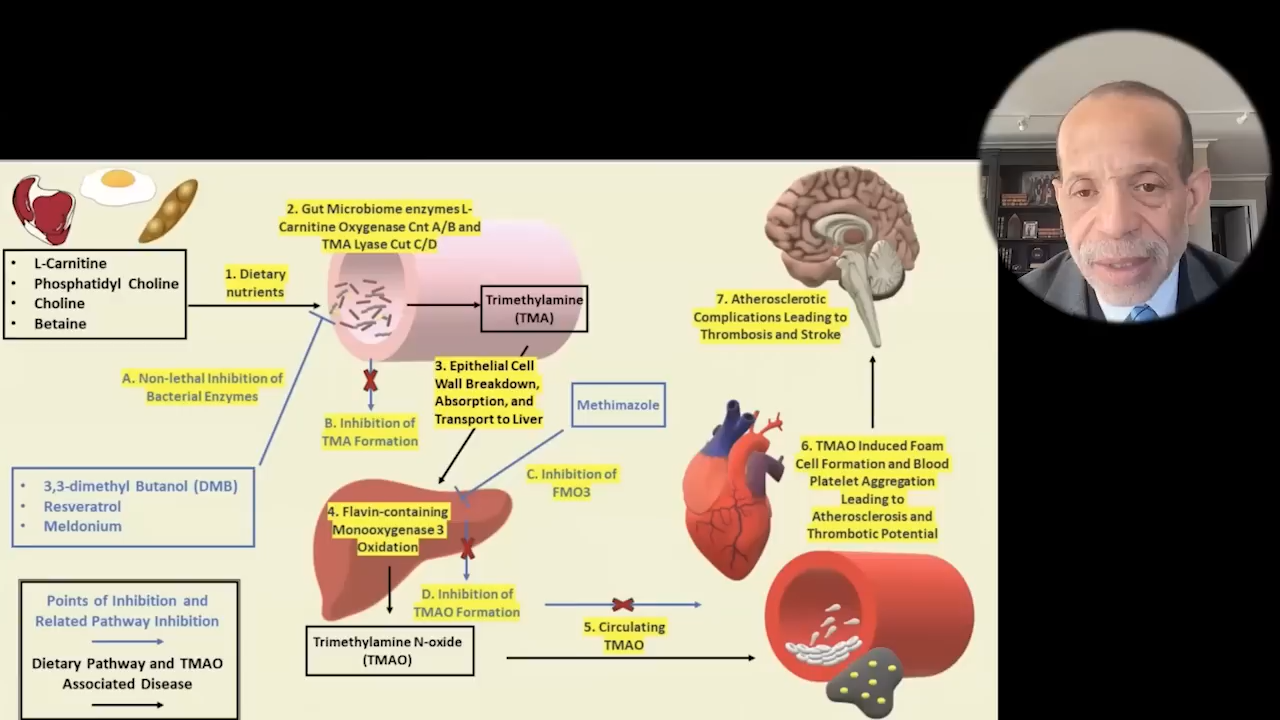 L-Carnitine
Phosphatidyl Choline
Choline
Betaine
1. Dietary
nutrients
2. Gut Microbiome enzymes L-
Carnitine Oxygenase Cnt A/B and
TMA Lyase Cut C/D
Trimethylamine
(TMA)
A. Non-lethal Inhibition of
Bacterial Enzymes
B. Inhibition of
TMA Formation
3. Epithelial Cell
Wall Breakdown,
Absorption, and
Transport to Liver
Methimazole
C. Inhibition of
FMO3
3,3-dimethyl Butanol (DMB)
Resveratrol
Meldonium
4. Flavin-containing
Monooxygenase 3
Oxidation
D. Inhibition of
TMAO Formation
Trimethylamine N-oxide
(TMAO)
5. Circulating
TMAO
6. TMAO Induced Foam
Cell Formation and Blood
Platelet Aggregation
Leading to
Atherosclerosis and
Thrombotic Potential
7. Atherosclerotic
Complications Leading to
Thrombosis and Stroke
Points of Inhibition and
Related Pathway Inhibition
Dietary Pathway and TMAO
Associated Disease